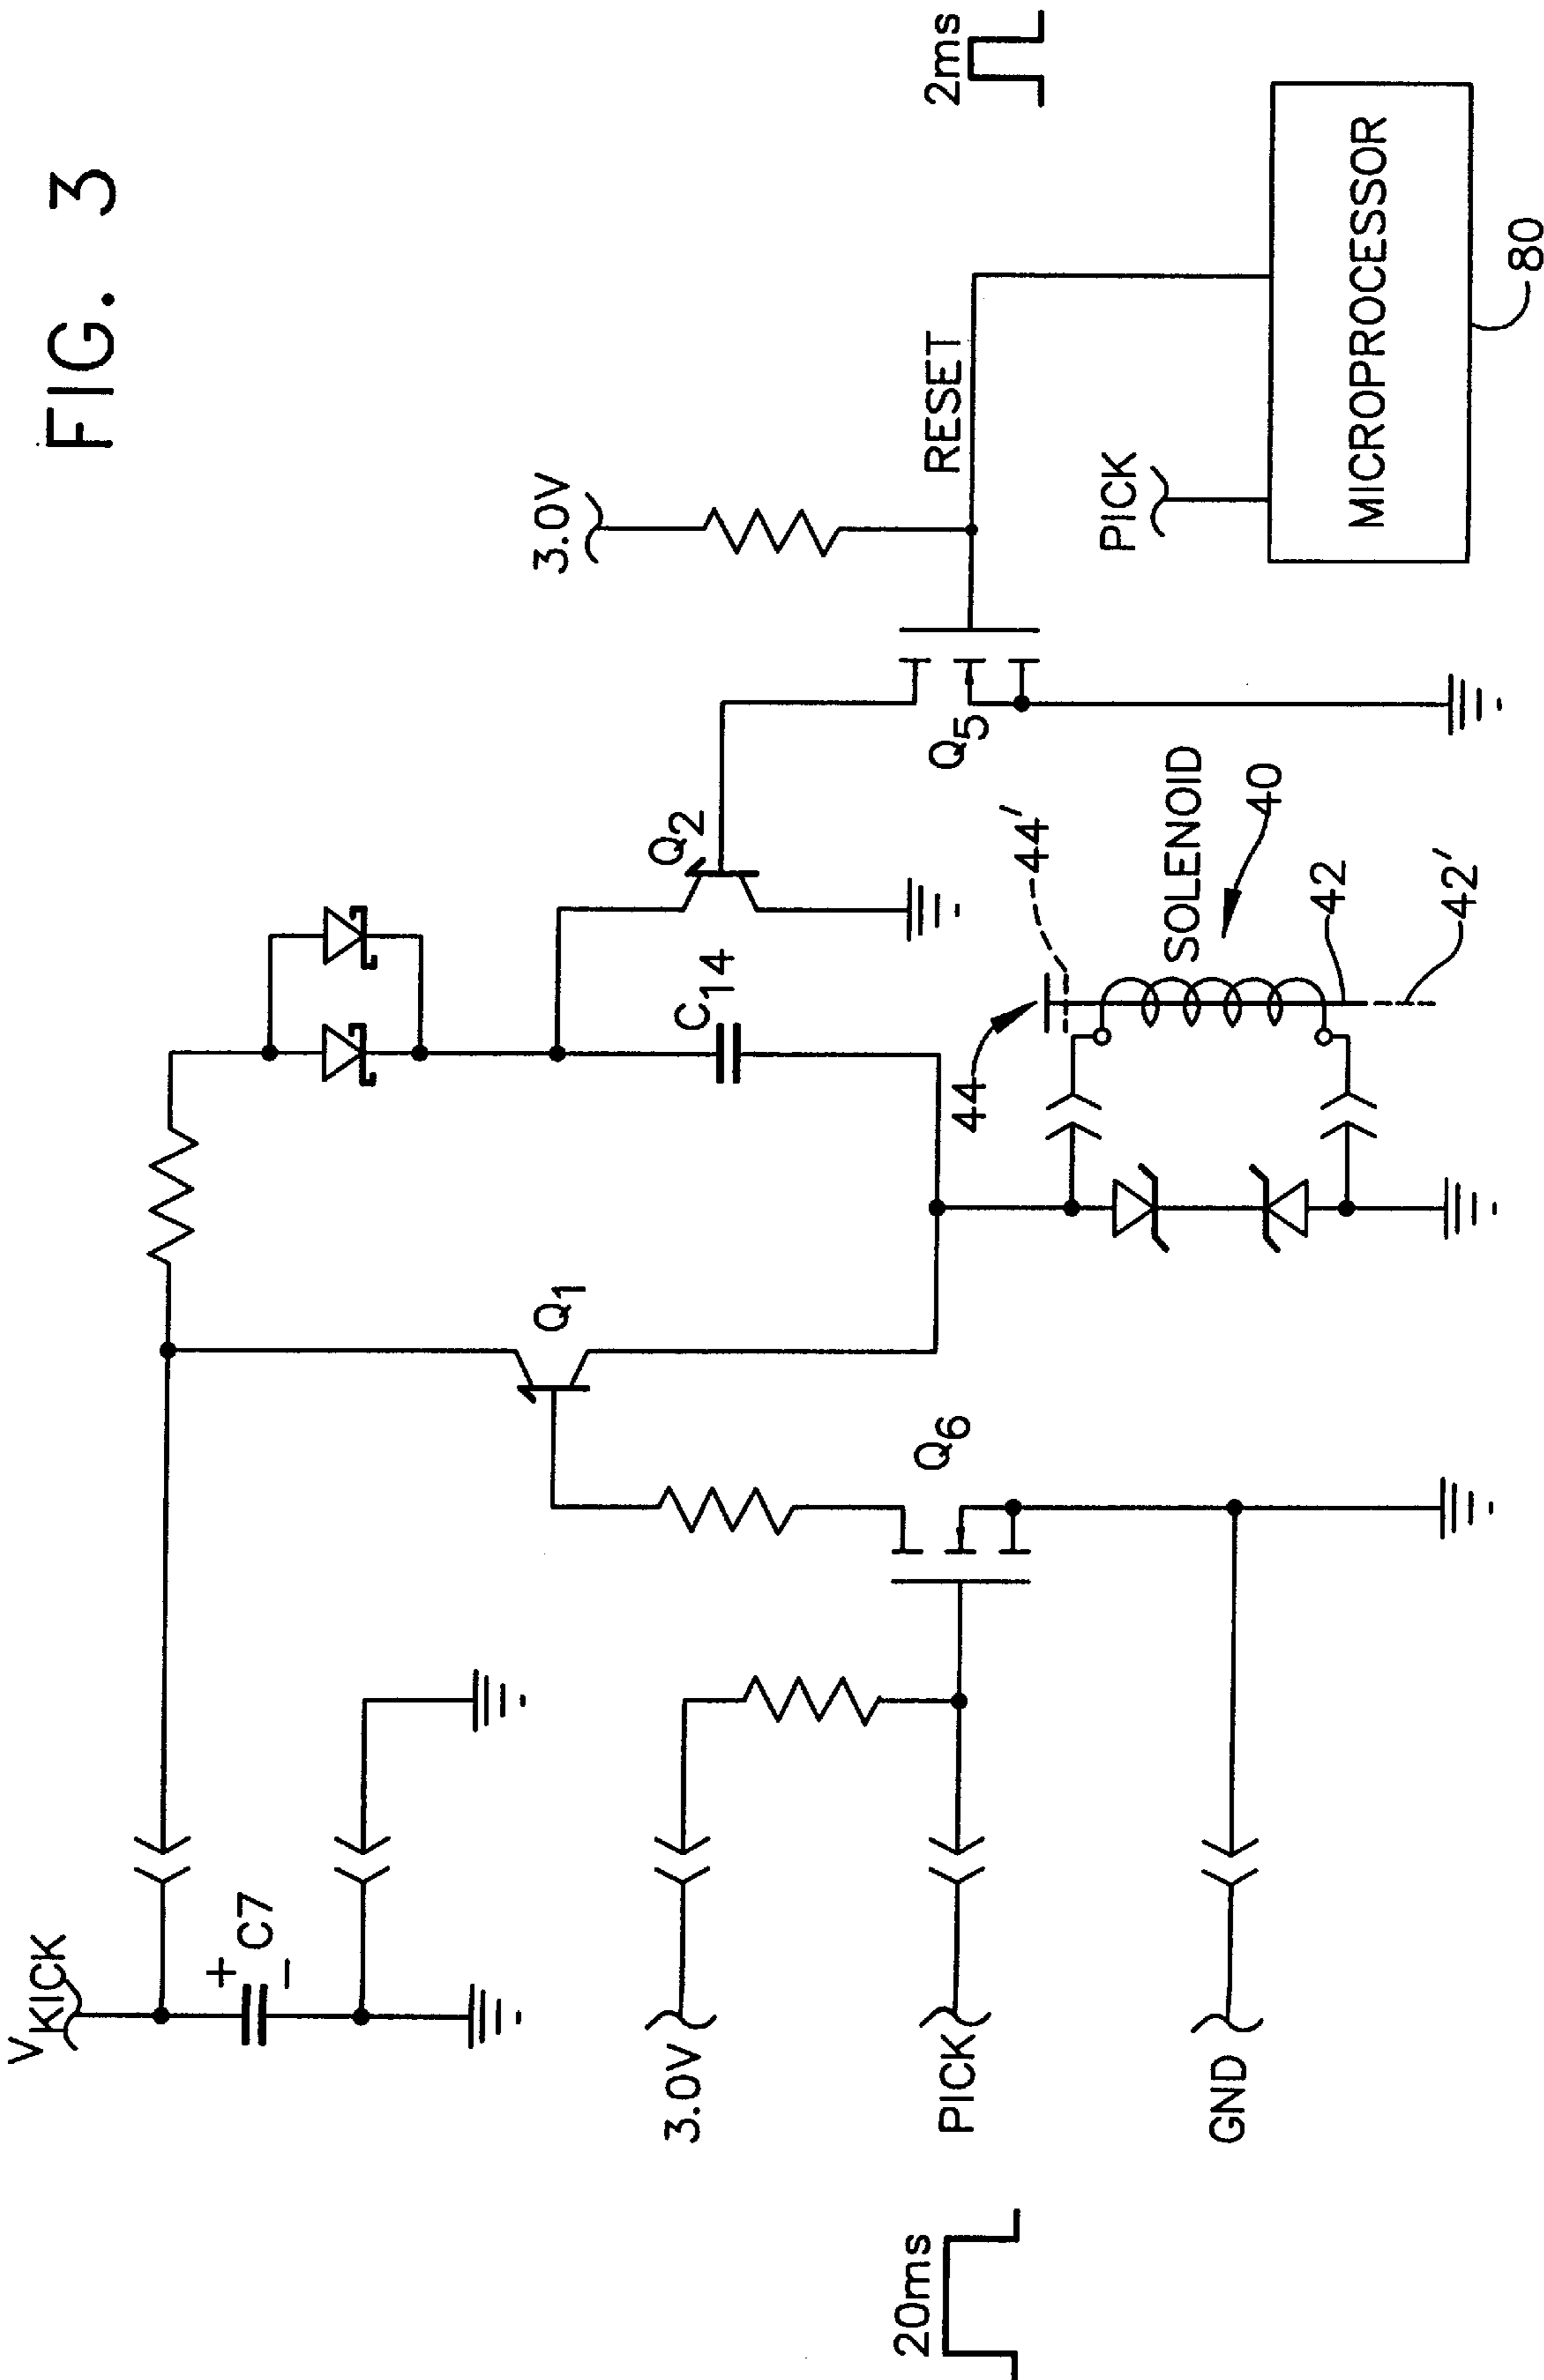 FIG. 3
V KICK
+
C7
−
3.0V
PICK
GND
20ms
Q6
Q1
C14
Q2
Q5
3.0V
RESET
2ms
PICK
MICROPROCESSOR
80
44
44'
SOLENOID
40
42
42'